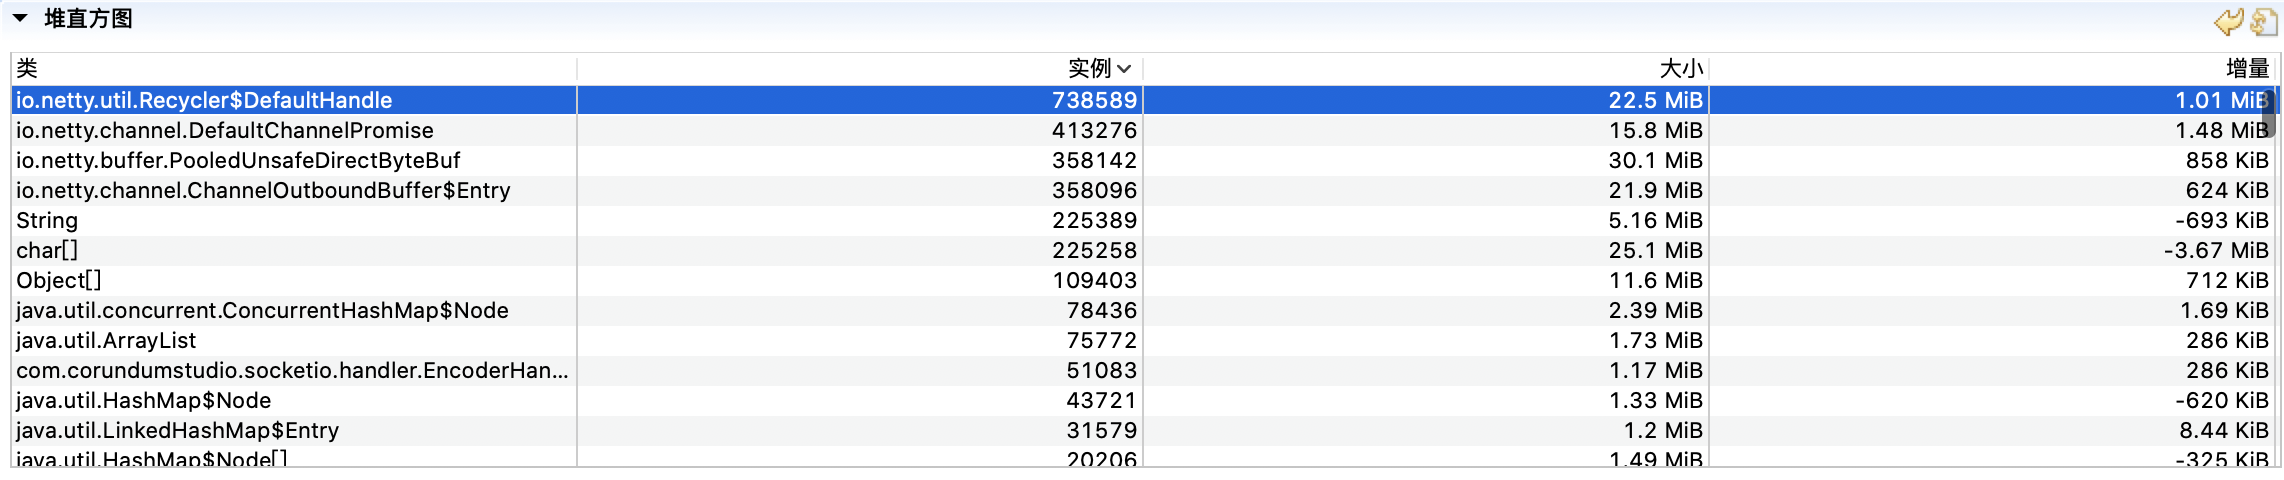 堆直方图
类 实例 大小 增量
io.netty.util.Recycler$DefaultHandle 738589 22.5 MiB 1.01 MiB
io.netty.channel.DefaultChannelPromise 413276 15.8 MiB 1.48 MiB
io.netty.buffer.PooledUnsafeDirectByteBuf 358142 30.1 MiB 858 KiB
io.netty.channel.ChannelOutboundBuffer$Entry 358096 21.9 MiB 624 KiB
String 225389 5.16 MiB -693 KiB
char[] 225258 25.1 MiB -3.67 MiB
Object[] 109403 11.6 MiB 712 KiB
java.util.concurrent.ConcurrentHashMap$Node 78436 2.39 MiB 1.69 KiB
java.util.ArrayList 75772 1.73 MiB 286 KiB
com.corundumstudio.socketio.handler.EncoderHan... 51083 1.17 MiB 286 KiB
java.util.HashMap$Node 43721 1.33 MiB -620 KiB
java.util.LinkedHashMap$Entry 31579 1.2 MiB 8.44 KiB
java.util.HashMap$Node[] 20206 1.49 MiB -325 KiB